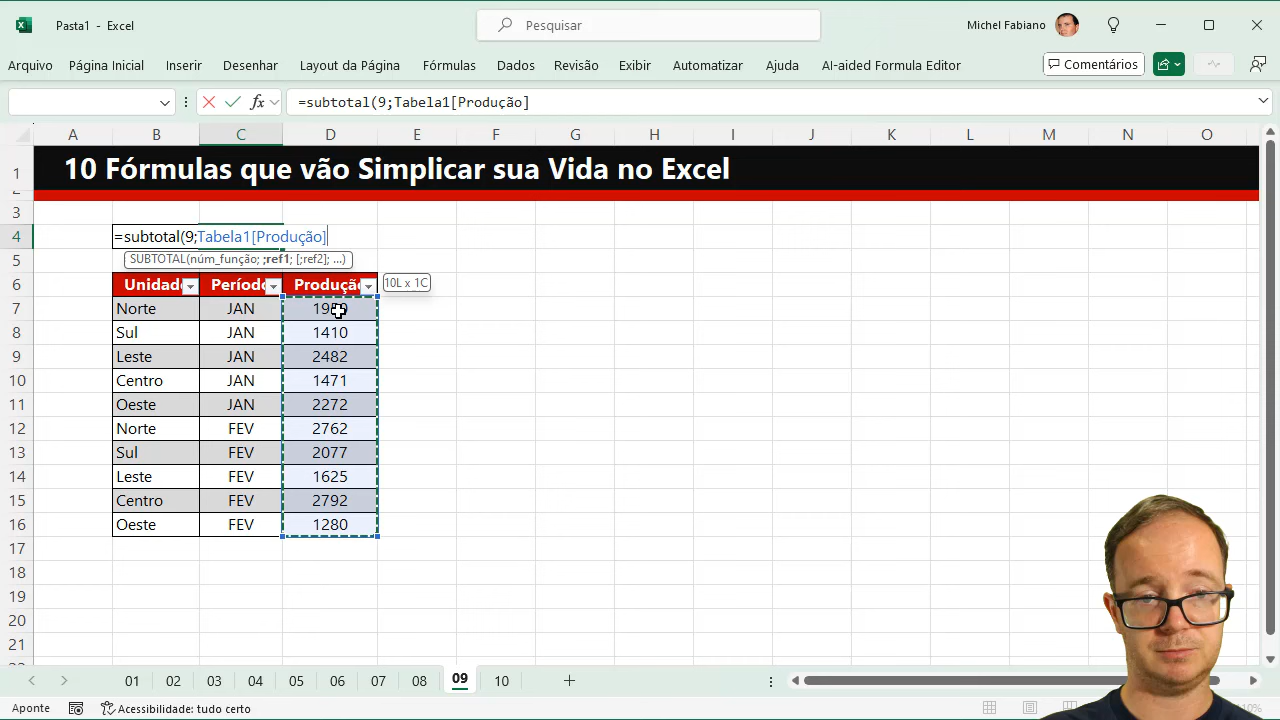 Pasta1 - Excel
Pesquisar
Michel Fabiano
Arquivo Página Inicial Inserir Desenhar Layout da Página Fórmulas Dados Revisão Exibir Automatizar Ajuda AI-aided Formula Editor
Comentários
fx =subtotal(9;Tabela1[Produção]
A B C D E F G H I J K L M N O
1 10 Fórmulas que vão Simplicar sua Vida no Excel
3
4 =subtotal(9;Tabela1[Produção]
5 SUBTOTAL(núm_função; ;ref1; [;ref2]; ...)
6 Unidad Períod Produçã 10L x 1C
7 Norte JAN
8 Sul JAN 1410
9 Leste JAN 2482
10 Centro JAN 1471
11 Oeste JAN 2272
12 Norte FEV 2762
13 Sul FEV 2077
14 Leste FEV 1625
15 Centro FEV 2792
16 Oeste FEV 1280
17
18
19
20
21
01 02 03 04 05 06 07 08 09 10
Aponte Acessibilidade: tudo certo